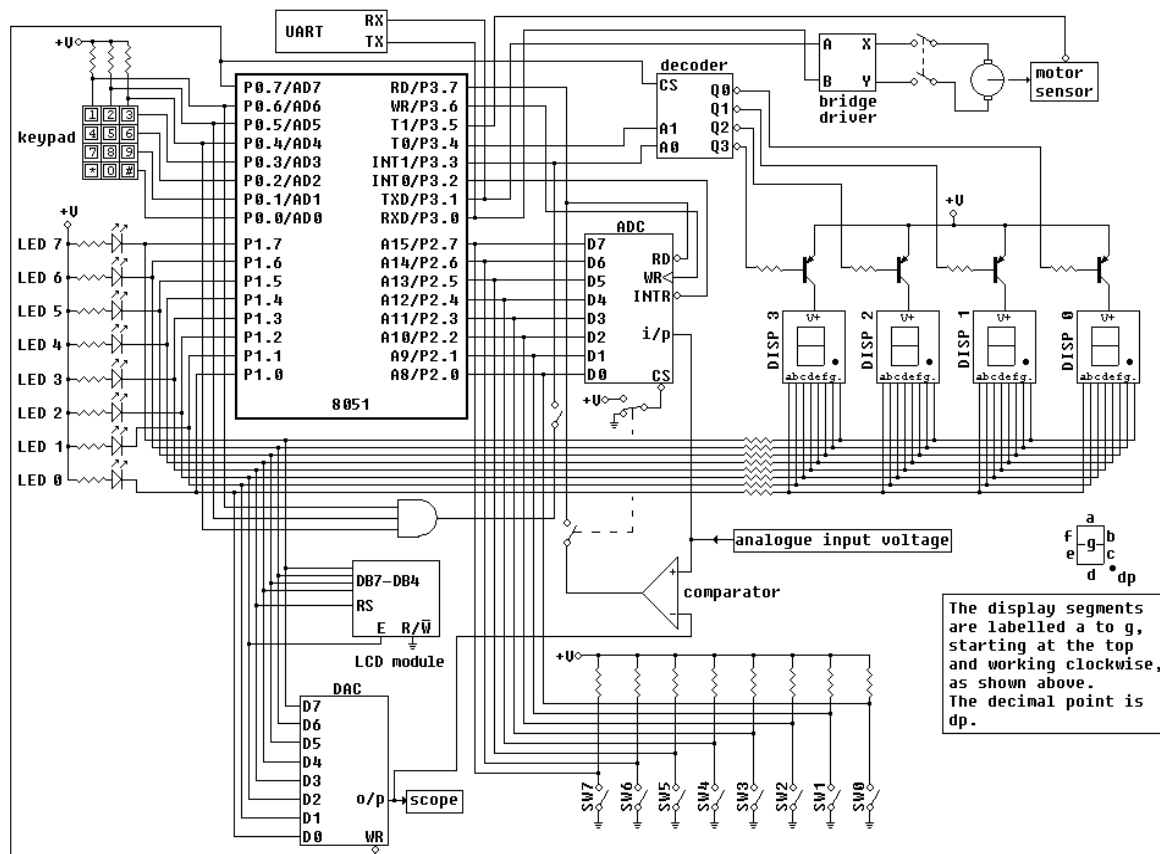 UART
RX
TX
+V
keypad
1 2 3
4 5 6
7 8 9
* 0 #
P0.7/AD7
P0.6/AD6
P0.5/AD5
P0.4/AD4
P0.3/AD3
P0.2/AD2
P0.1/AD1
P0.0/AD0
P1.7
P1.6
P1.5
P1.4
P1.3
P1.2
P1.1
P1.0
RD/P3.7
WR/P3.6
T1/P3.5
T0/P3.4
INT1/P3.3
INT0/P3.2
TXD/P3.1
RXD/P3.0
A15/P2.7
A14/P2.6
A13/P2.5
A12/P2.4
A11/P2.3
A10/P2.2
A9/P2.1
A8/P2.0
8051
decoder
CS
A1
A0
Q0
Q1
Q2
Q3
A
B
X
Y
bridge
driver
motor
sensor
+V
LED 7
LED 6
LED 5
LED 4
LED 3
LED 2
LED 1
LED 0
ADC
D7
D6
D5
D4
D3
D2
D1
D0
RD
WR
INTR
i/p
CS
+V
+V
DISP 3
V+
abcdefg.
DISP 2
V+
abcdefg.
DISP 1
V+
abcdefg.
DISP 0
V+
abcdefg.
analogue input voltage
comparator
+
−
a
f g b
e c
d dp
The display segments
are labelled a to g,
starting at the top
and working clockwise,
as shown above.
The decimal point is
dp.
DB7-DB4
RS
E R/W̅
LCD module
DAC
D7
D6
D5
D4
D3
D2
D1
D0
o/p
WR
scope
+V
SW7
SW6
SW5
SW4
SW3
SW2
SW1
SW0